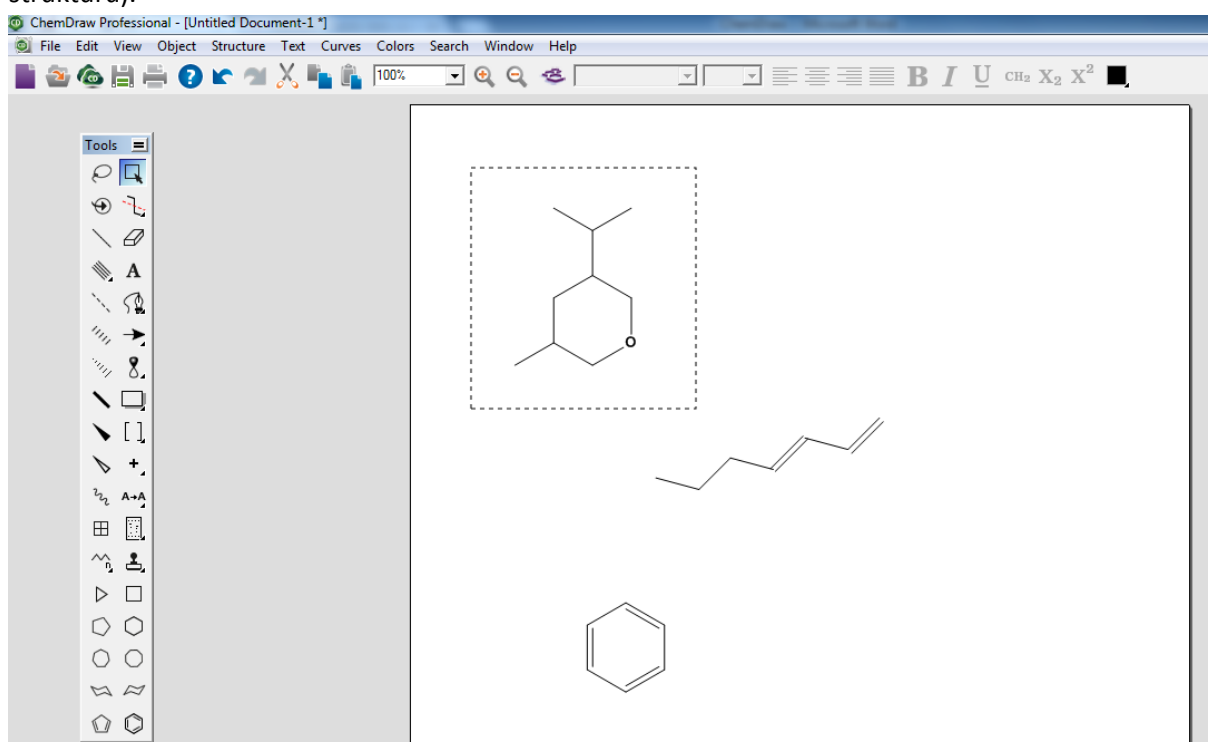 ChemDraw Professional - [Untitled Document-1 *]
File Edit View Object Structure Text Curves Colors Search Window Help
100% B I U CH₂ X₂ X²
Tools
A
A→A
n
O